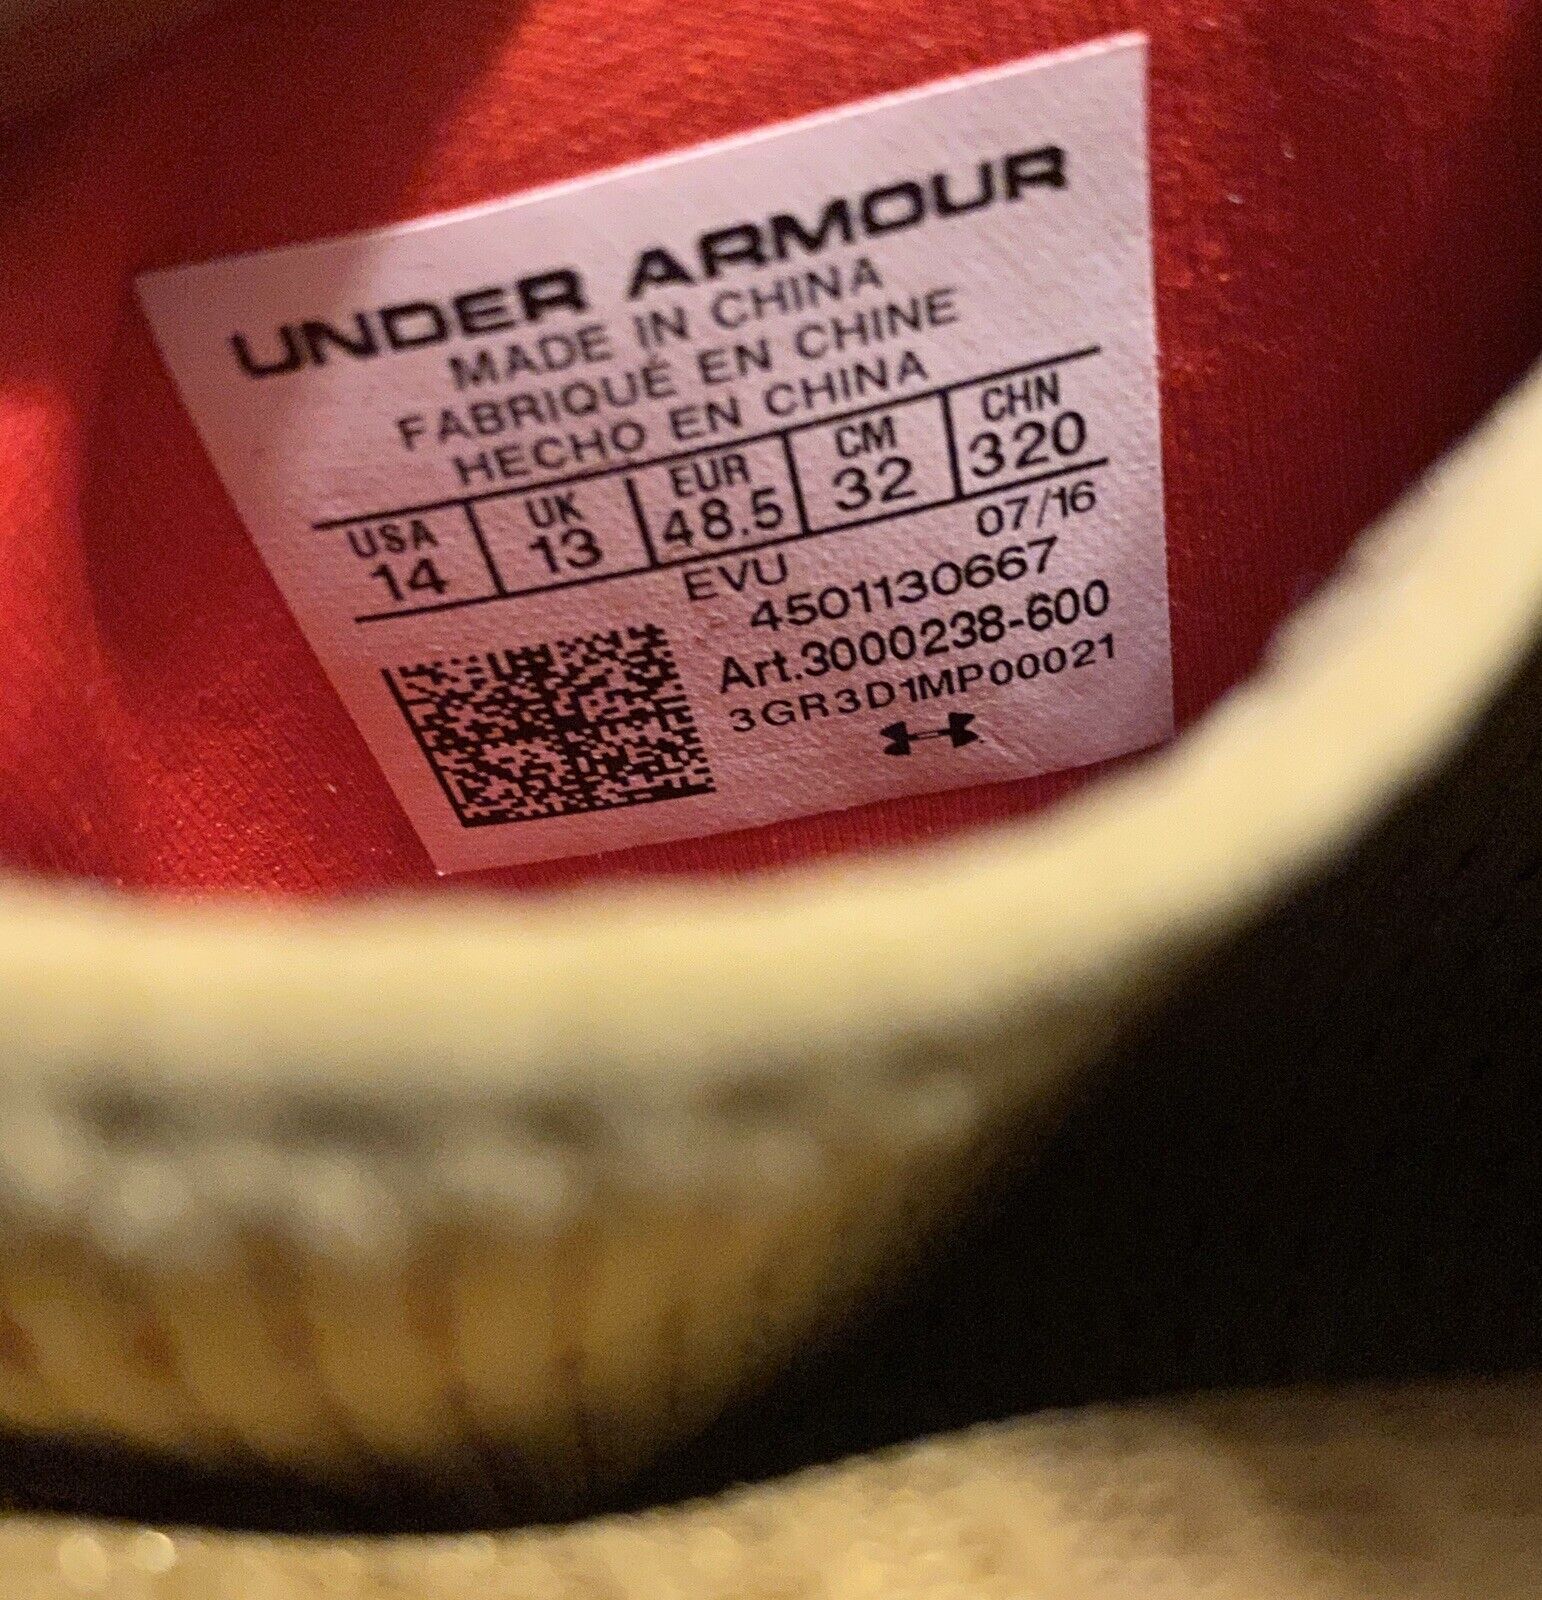 UNDER ARMOUR
MADE IN CHINA
FABRIQUÉ EN CHINE
HECHO EN CHINA
USA UK EUR CM CHN
14 13 48.5 32 320
EVU 07/16
4501130667
Art.3000238-600
3GR3D1MP00021